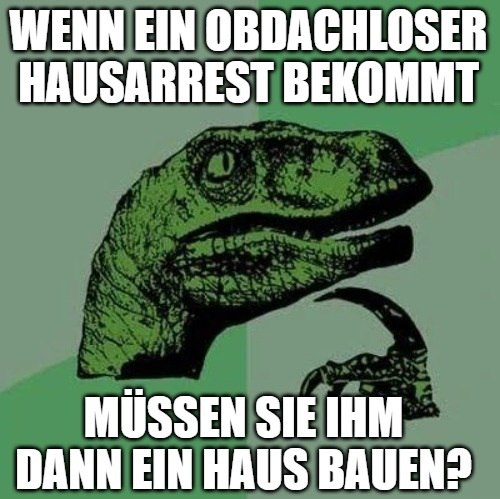 WENN EIN OBDACHLOSER
HAUSARREST BEKOMMT
MÜSSEN SIE IHM
DANN EIN HAUS BAUEN?